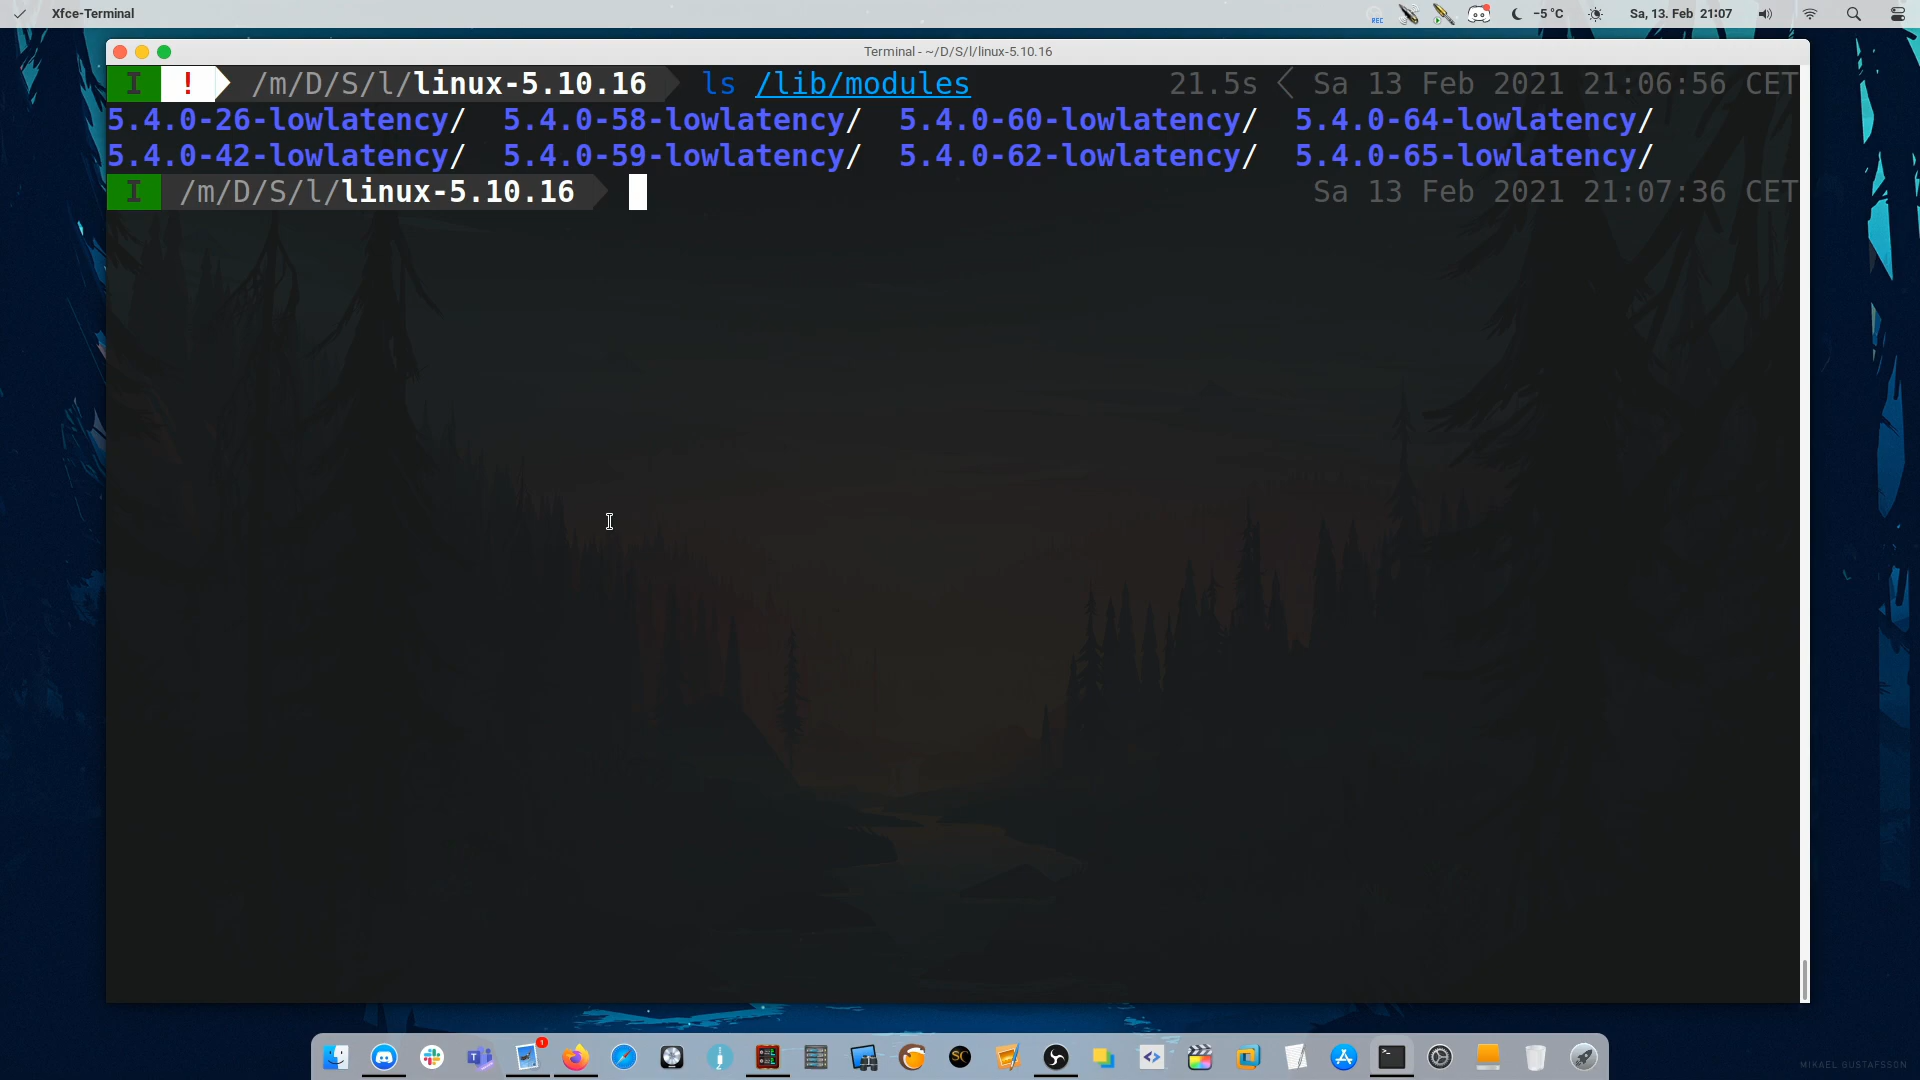 Xfce-Terminal REC -5 °C Sa, 13. Feb 21:07
Terminal - ~/D/S/l/linux-5.10.16
I ! /m/D/S/l/linux-5.10.16 ls /lib/modules 21.5s Sa 13 Feb 2021 21:06:56 CET
5.4.0-26-lowlatency/ 5.4.0-58-lowlatency/ 5.4.0-60-lowlatency/ 5.4.0-64-lowlatency/
5.4.0-42-lowlatency/ 5.4.0-59-lowlatency/ 5.4.0-62-lowlatency/ 5.4.0-65-lowlatency/
I /m/D/S/l/linux-5.10.16 Sa 13 Feb 2021 21:07:36 CET
1
T
SC
MIKAEL GUSTAFSSON